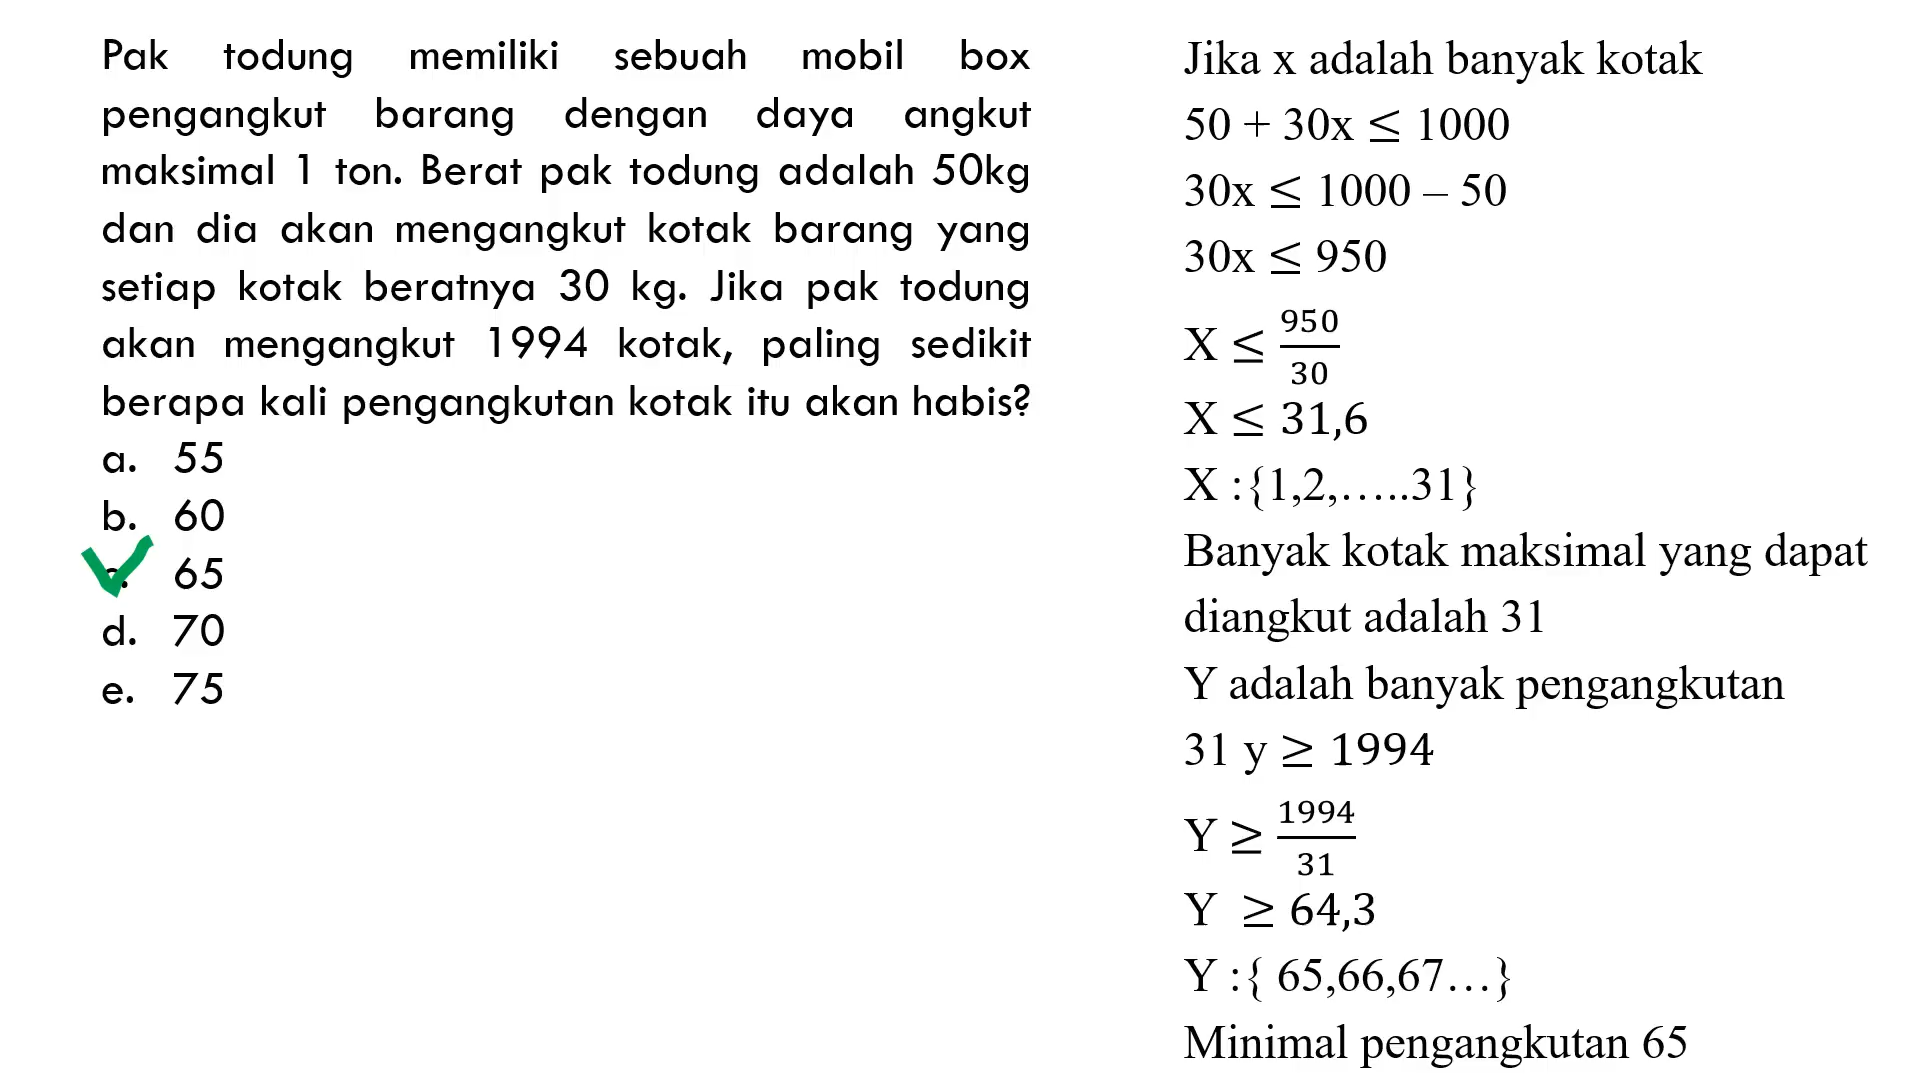 Pak todung memiliki sebuah mobil box
pengangkut barang dengan daya angkut
maksimal 1 ton. Berat pak todung adalah 50kg
dan dia akan mengangkut kotak barang yang
setiap kotak beratnya 30 kg. Jika pak todung
akan mengangkut 1994 kotak, paling sedikit
berapa kali pengangkutan kotak itu akan habis?
a. 55
b. 60
65
d. 70
e. 75
Jika x adalah banyak kotak
50 + 30x ≤ 1000
30x ≤ 1000 – 50
30x ≤ 950
X ≤ 950/30
X ≤ 31,6
X :{1,2,.….31}
Banyak kotak maksimal yang dapat
diangkut adalah 31
Y adalah banyak pengangkutan
31 y ≥ 1994
Y ≥ 1994/31
Y ≥ 64,3
Y :{ 65,66,67…}
Minimal pengangkutan 65